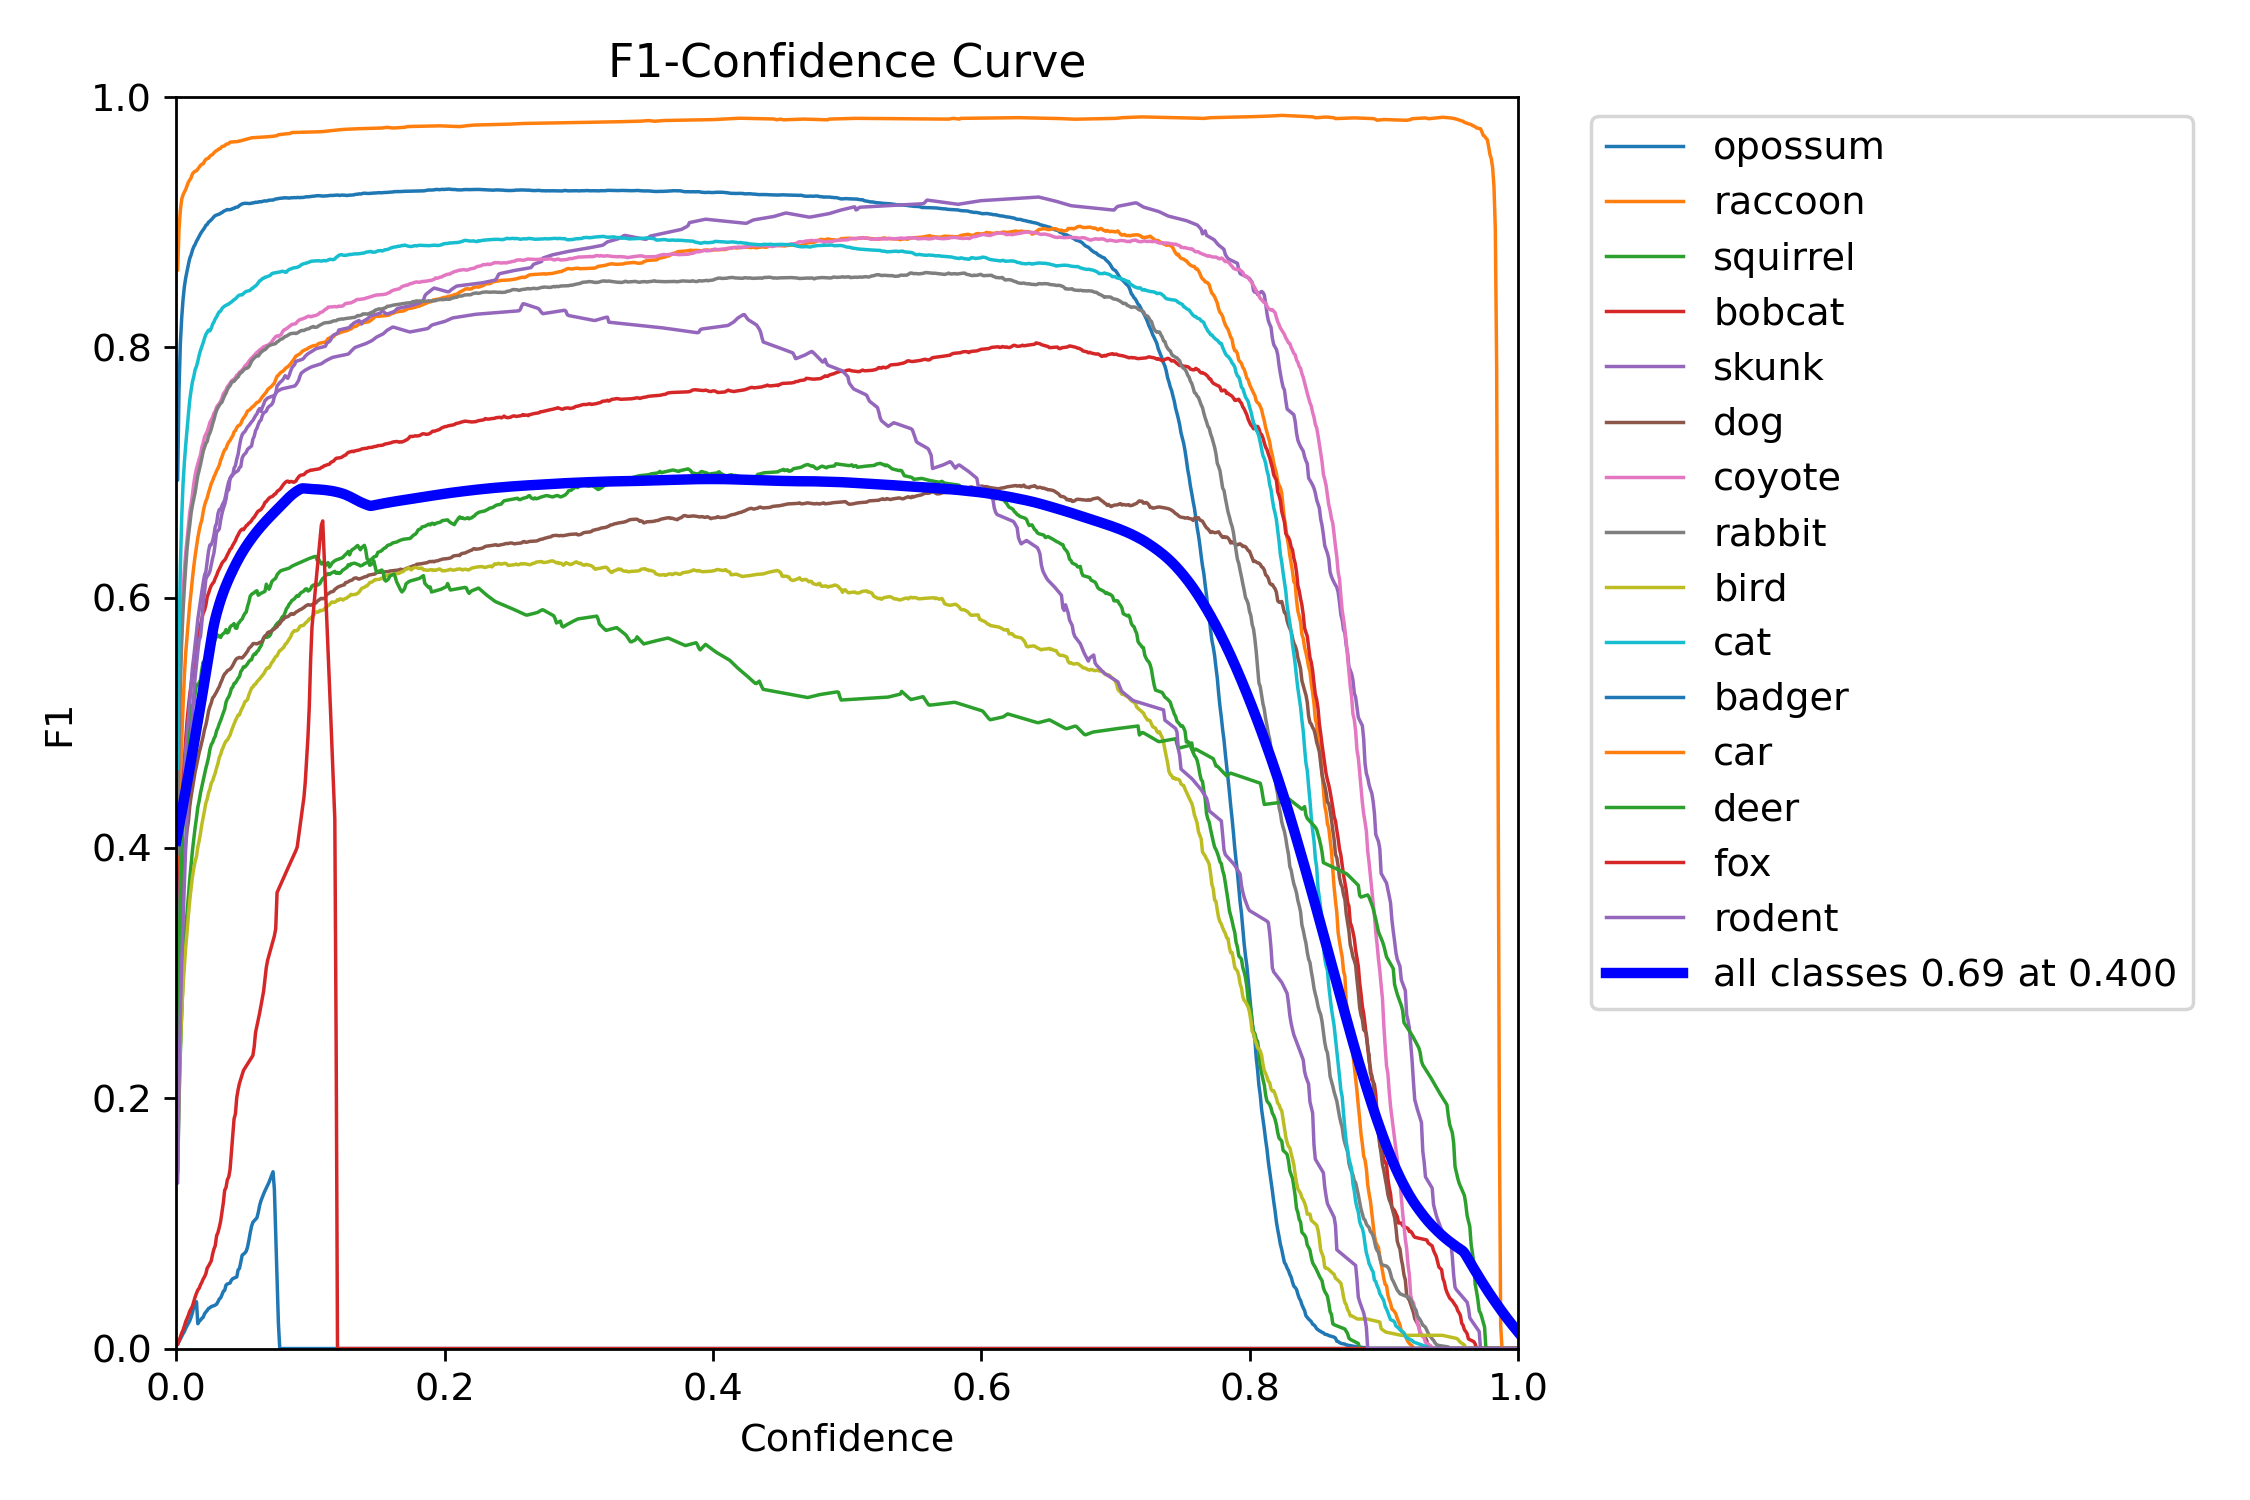 F1-Confidence Curve
1.0
0.8
0.6
0.4
0.2
0.0
F1
0.0 0.2 0.4 0.6 0.8 1.0
Confidence
opossum
raccoon
squirrel
bobcat
skunk
dog
coyote
rabbit
bird
cat
badger
car
deer
fox
rodent
all classes 0.69 at 0.400